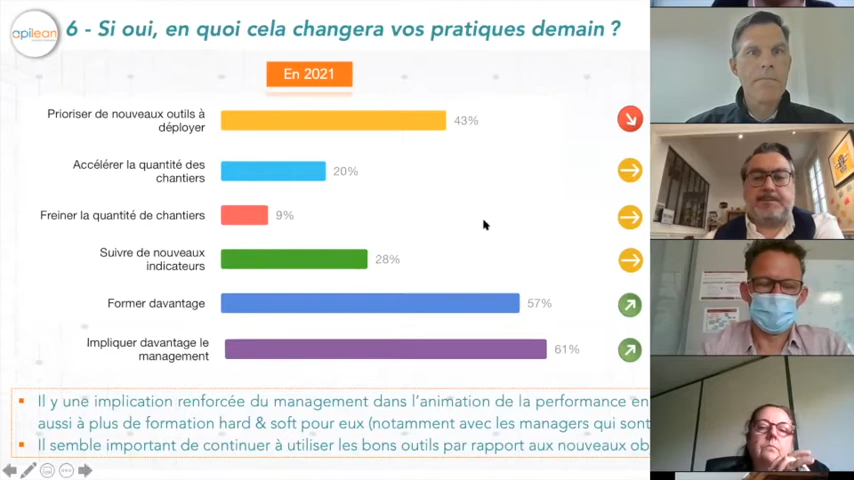 apilean
6 - Si oui, en quoi cela changera vos pratiques demain ?
En 2021
Prioriser de nouveaux outils à
déployer
43%
Accélérer la quantité des
chantiers
20%
Freiner la quantité de chantiers
9%
Suivre de nouveaux
indicateurs
28%
Former davantage
57%
Impliquer davantage le
management
61%
Il y une implication renforcée du management dans l'animation de la performance en
aussi à plus de formation hard & soft pour eux (notamment avec les managers qui sont
Il semble important de continuer à utiliser les bons outils par rapport aux nouveaux ob